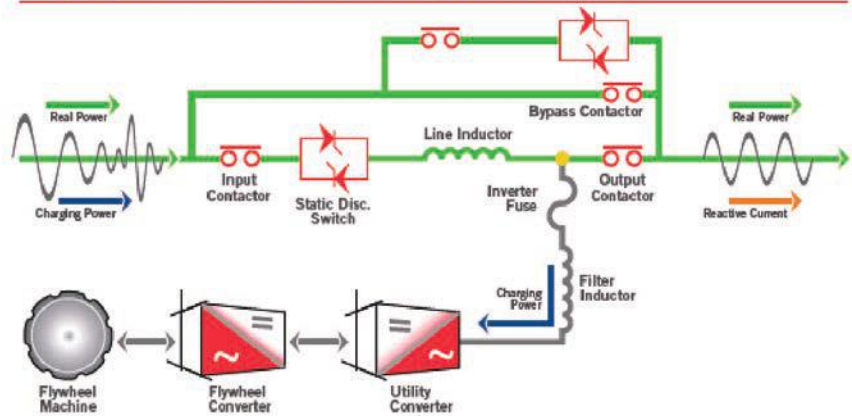 Bypass Contactor
Real Power
Line Inductor
Real Power
Input
Contactor
Static Disc.
Switch
Inverter
Fuse
Output
Contactor
Charging Power
Reactive Current
Charging
Power
Filter
Inductor
Flywheel
Machine
Flywheel
Converter
Utility
Converter